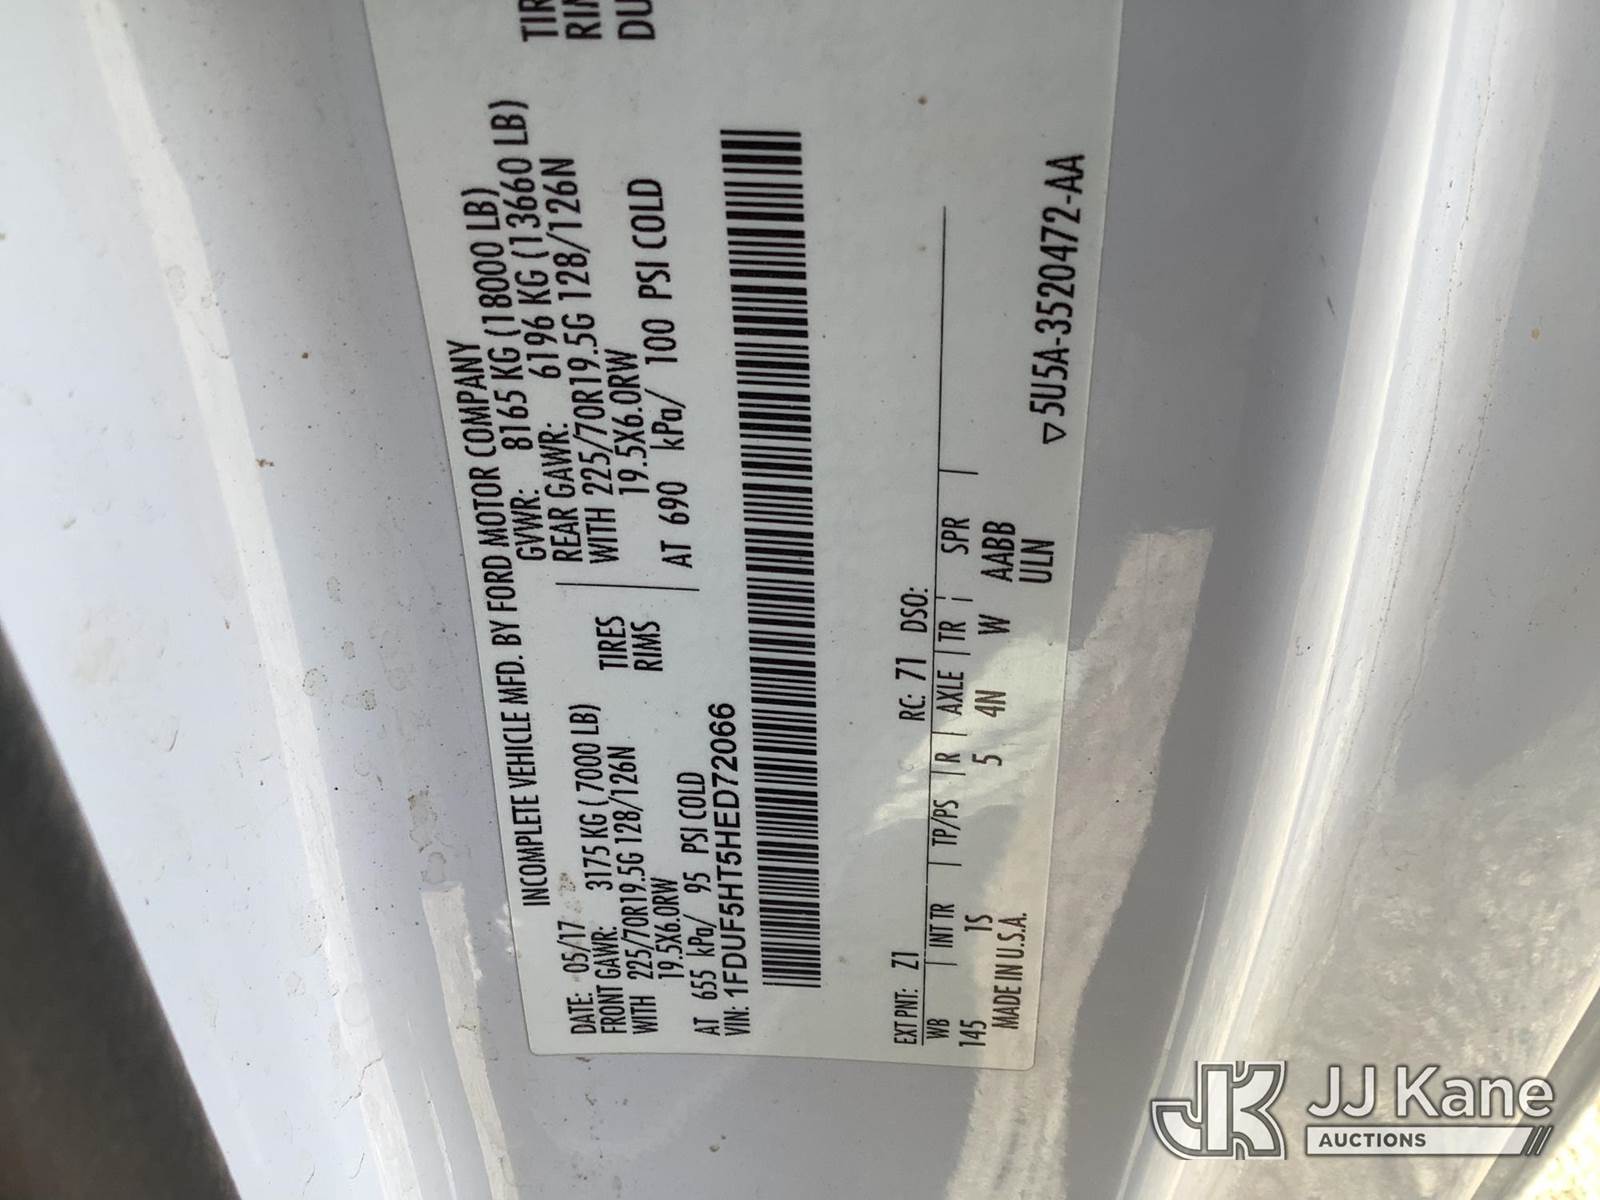 INCOMPLETE VEHICLE MFD. BY FORD MOTOR COMPANY
DATE: 05/17 GVWR: 8165 KG (18000 LB)
FRONT GAWR: 3175 KG (7000 LB) REAR GAWR: 6196 KG (13660 LB)
WITH 225/70R19.5G 128/126N TIRES WITH 225/70R19.5G 128/126N TIR
19.5X6.0RW RIMS 19.5X6.0RW RI
AT 655 kPa/ 95 PSI COLD AT 690 kPa/ 100 PSI COLD DU
VIN: 1FDUF5HT5HED72066
EXT PNT: Z1 RC: 71 DSO:
WB INT TR TP/PS R AXLE TR SPR
145 1S 5 4N W AABB
MADE IN U.S.A. ULN
5U5A-3520472-AA
JK JJ Kane
AUCTIONS